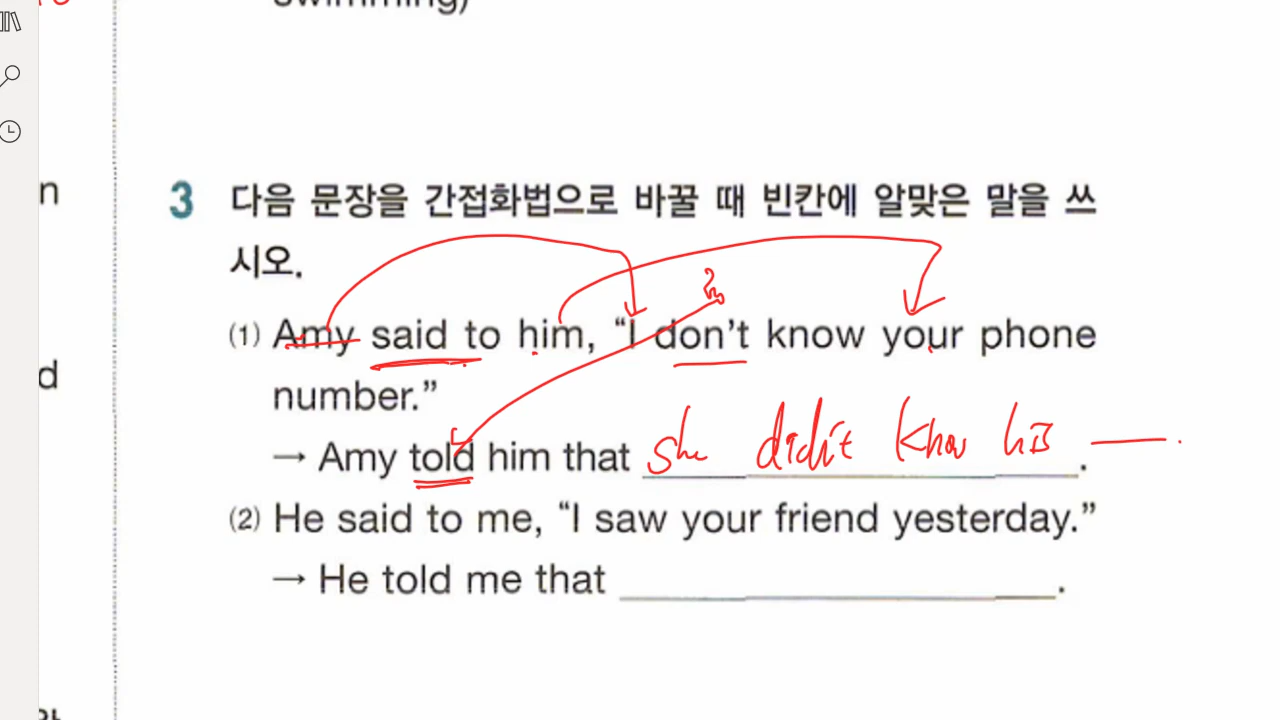 swimming)
n
3 다음 문장을 간접화법으로 바꿀 때 빈칸에 알맞은 말을 쓰
시오.
(1) Amy said to him, “I don’t know your phone
number.”
d
→ Amy told him that she didn't know his —.
(2) He said to me, “I saw your friend yesterday.”
→ He told me that ____________.